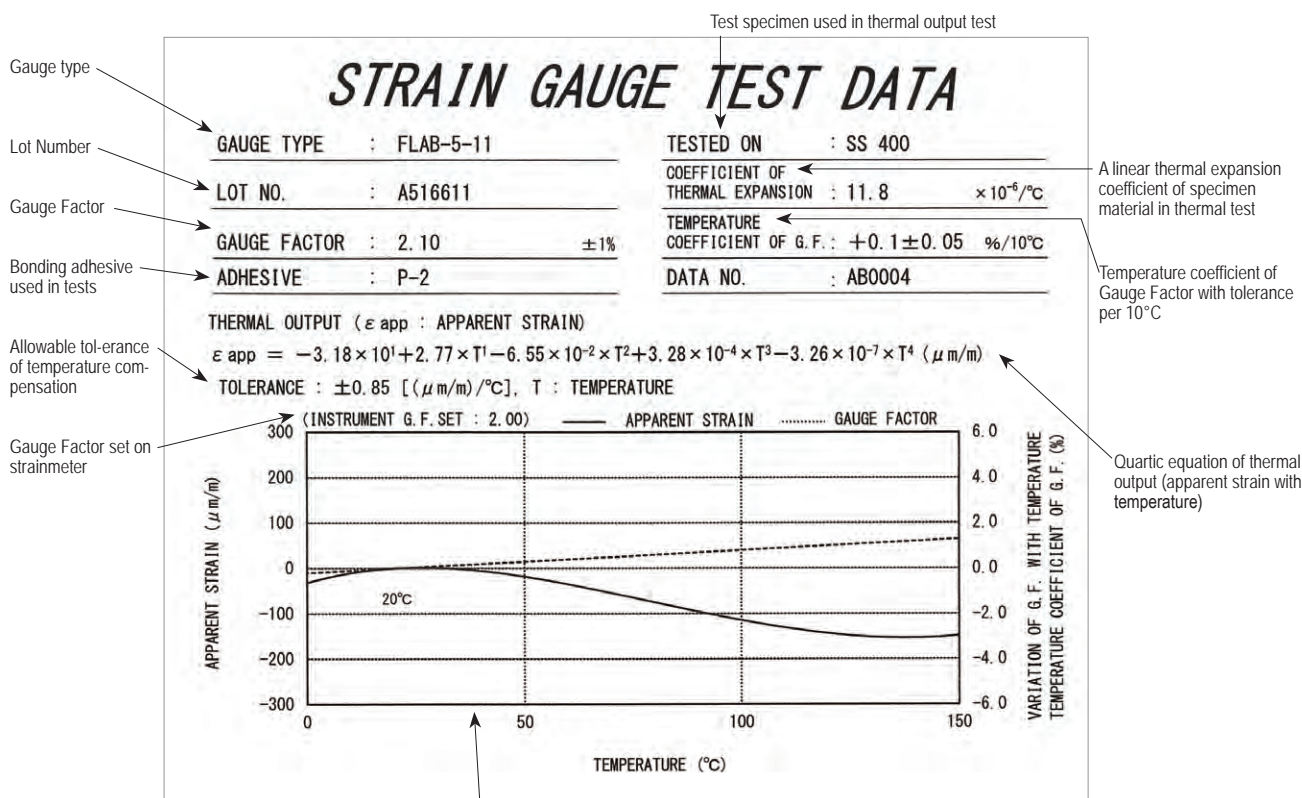 Test specimen used in thermal output test
Gauge type
STRAIN GAUGE TEST DATA
GAUGE TYPE : FLAB-5-11
TESTED ON : SS 400
Lot Number
LOT NO. : A516611
COEFFICIENT OF
THERMAL EXPANSION : 11.8 ×10⁻⁶/℃
A linear thermal expansion
coefficient of specimen
material in thermal test
Gauge Factor
GAUGE FACTOR : 2.10 ±1%
TEMPERATURE
COEFFICIENT OF G.F. : +0.1±0.05 %/10℃
Bonding adhesive
used in tests
ADHESIVE : P-2
DATA NO. : AB0004
Temperature coefficient of
Gauge Factor with tolerance
per 10°C
THERMAL OUTPUT (ε app : APPARENT STRAIN)
ε app = −3.18×10¹+2.77×T¹−6.55×10⁻²×T²+3.28×10⁻⁴×T³−3.26×10⁻⁷×T⁴ (μm/m)
Allowable tol-erance
of temperature com-
pensation
TOLERANCE : ±0.85 [(μm/m)/℃], T : TEMPERATURE
Gauge Factor set on
strainmeter
(INSTRUMENT G.F.SET : 2.00) APPARENT STRAIN GAUGE FACTOR
Quartic equation of thermal
output (apparent strain with
temperature)
APPARENT STRAIN (μm/m)
300
200
100
0
-100
-200
-300
20℃
6.0
4.0
2.0
0.0
-2.0
-4.0
-6.0
VARIATION OF G.F. WITH TEMPERATURE
TEMPERATURE COEFFICIENT OF G.F. (%)
0 50 100 150
TEMPERATURE (℃)